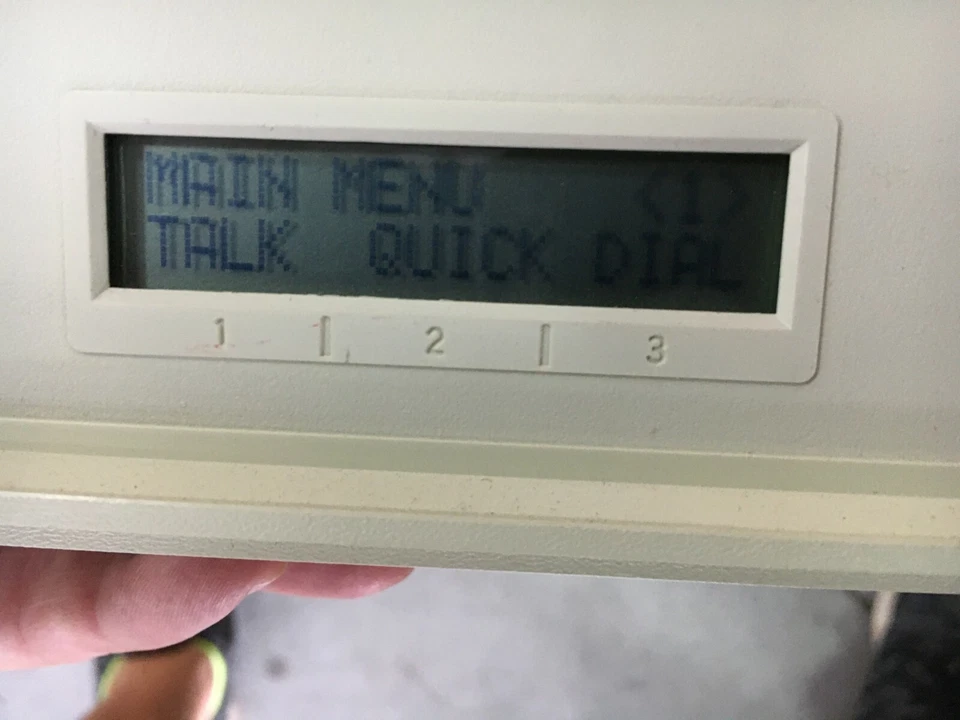 MAIN MENU <1>
TALK QUICK DIAL
1 | 2 | 3